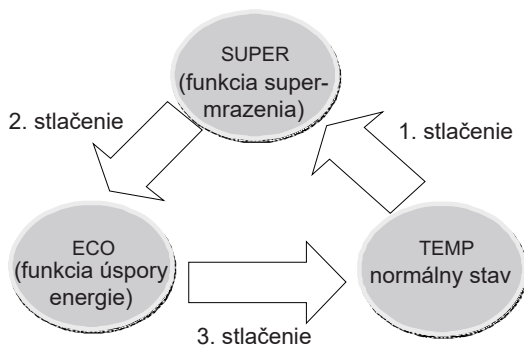 SUPER
(funkcia super-
mrazenia)
2. stlačenie
1. stlačenie
ECO
(funkcia úspory
energie)
TEMP
normálny stav
3. stlačenie